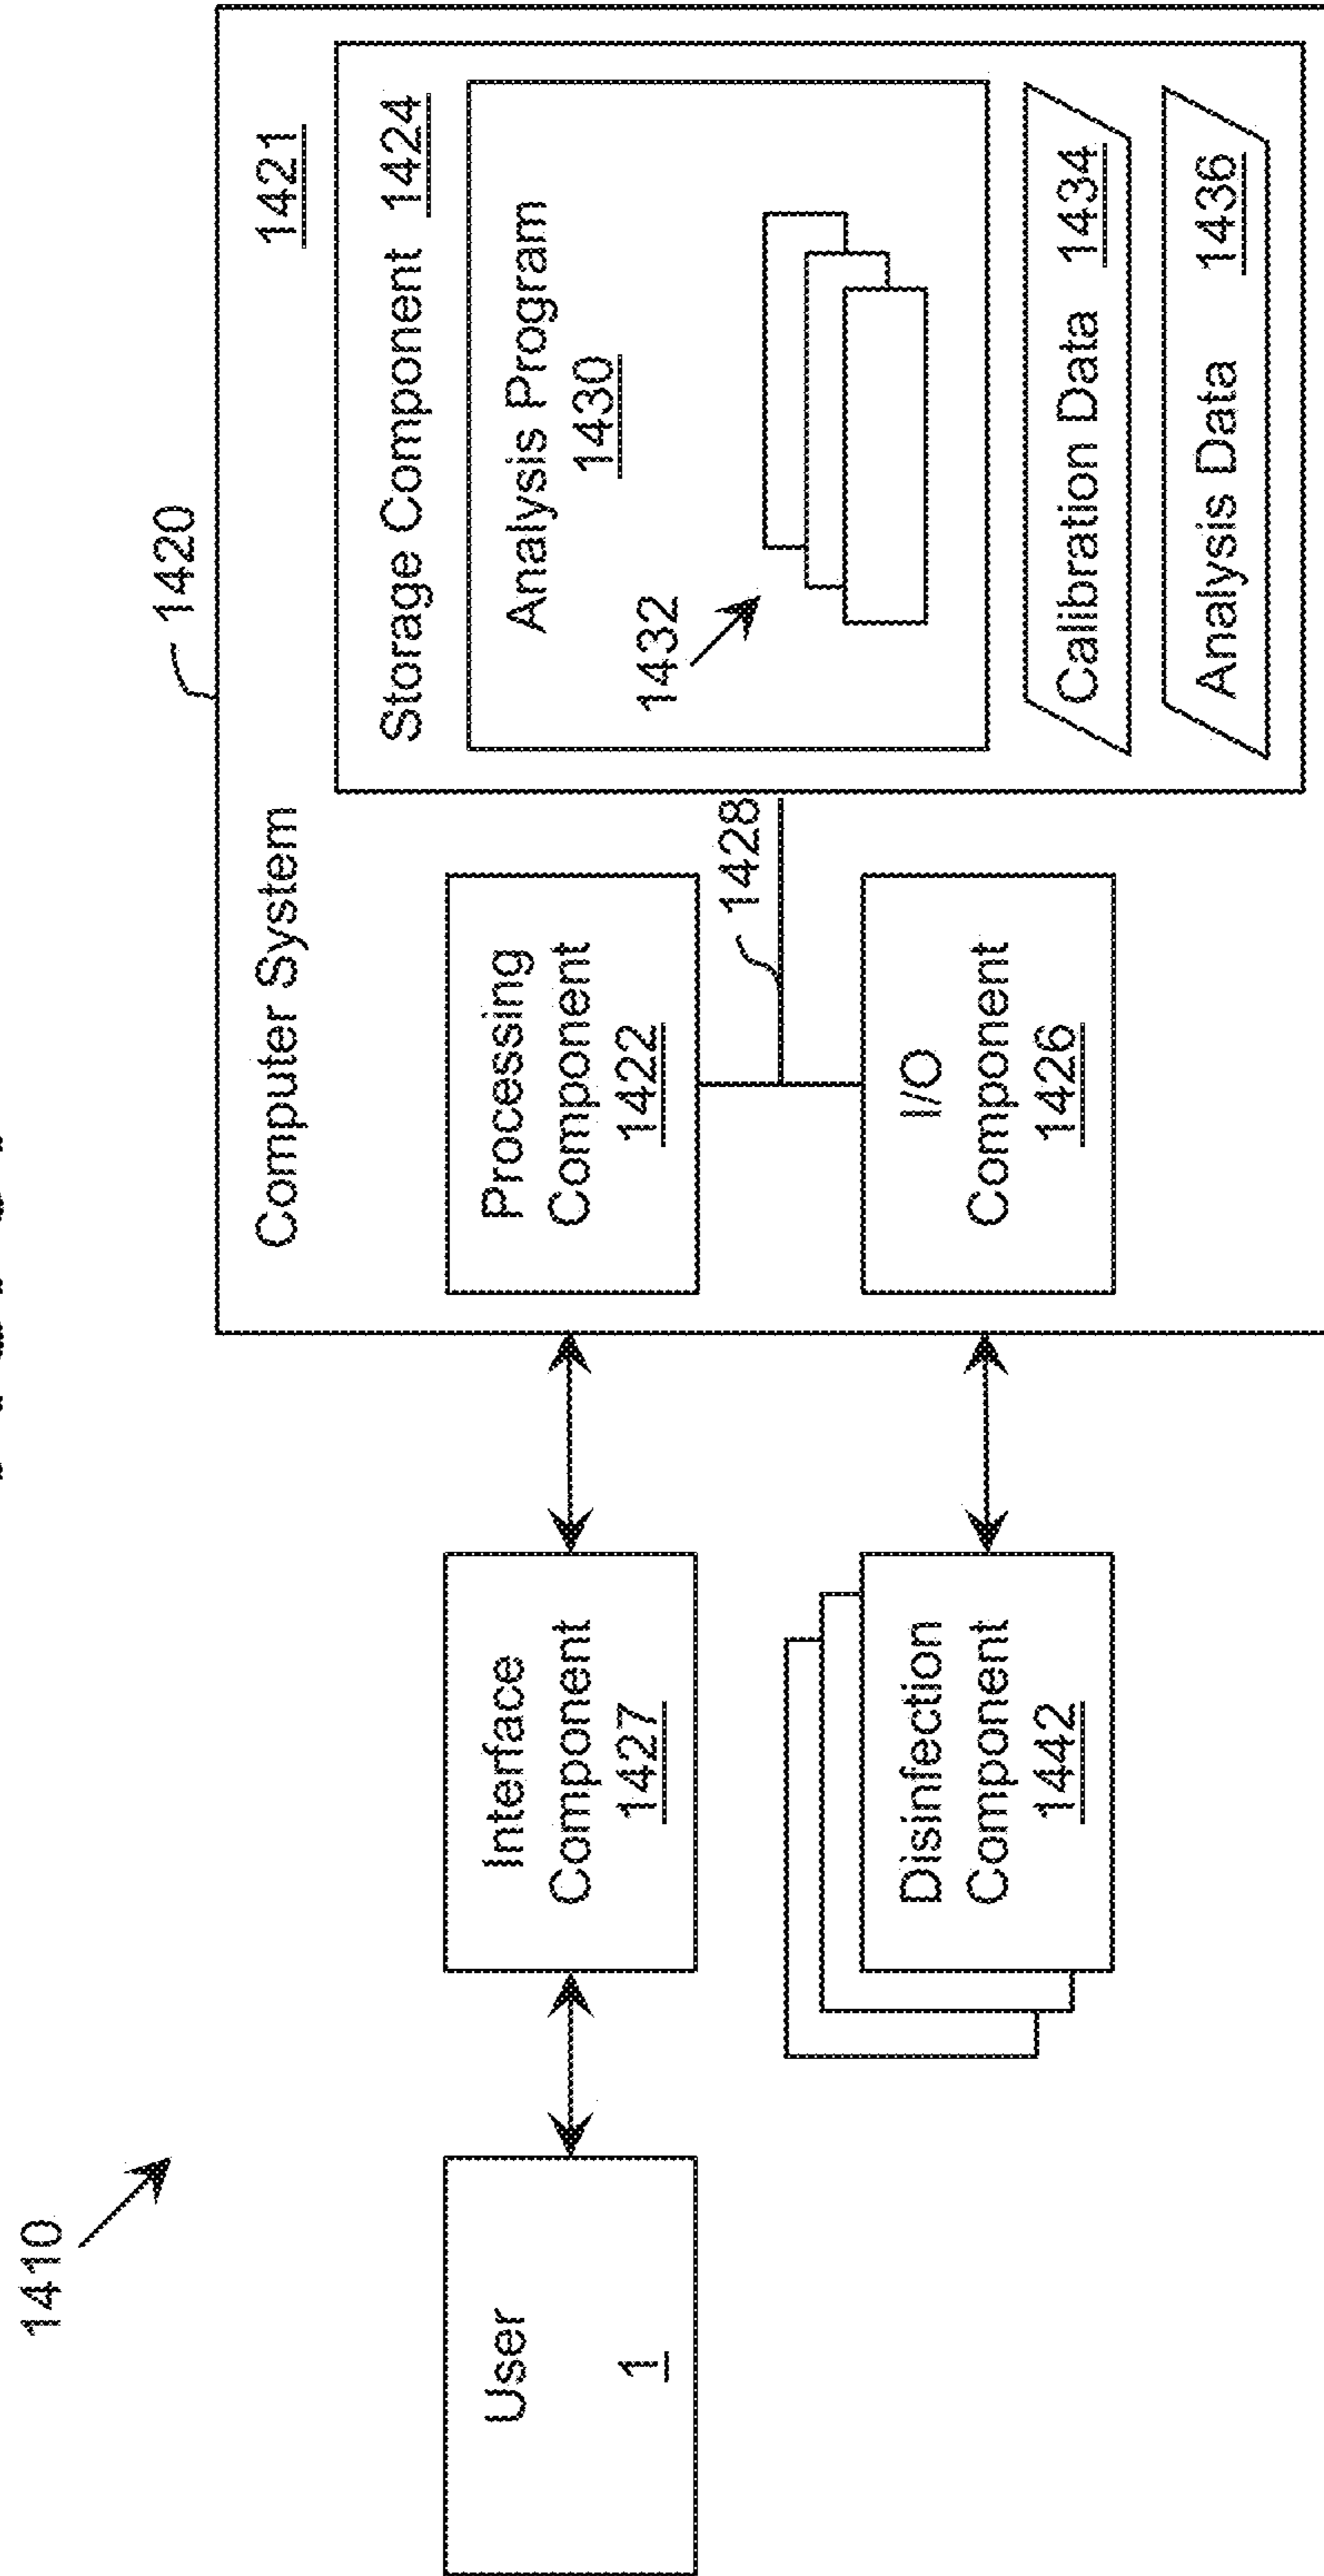 1410
1420
Computer System 1421
Storage Component 1424
Analysis Program
1430
1432
Calibration Data 1434
Analysis Data 1436
Processing
Component
1422
1428
I/O
Component
1426
Interface
Component
1427
Disinfection
Component
1442
User
1